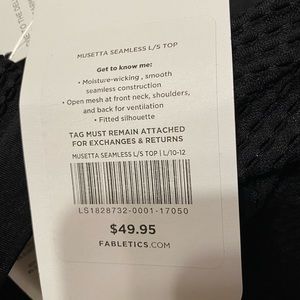 MUSETTA SEAMLESS L/S TOP
Get to know me:
• Moisture-wicking , smooth
seamless construction
• Open mesh at front neck, shoulders,
and back for ventilation
• Fitted silhouette
TAG MUST REMAIN ATTACHED
FOR EXCHANGES & RETURNS
MUSETTA SEAMLESS L/S TOP | L/10-12
LS1828732-0001-17050
$49.95
FABLETICS.COM